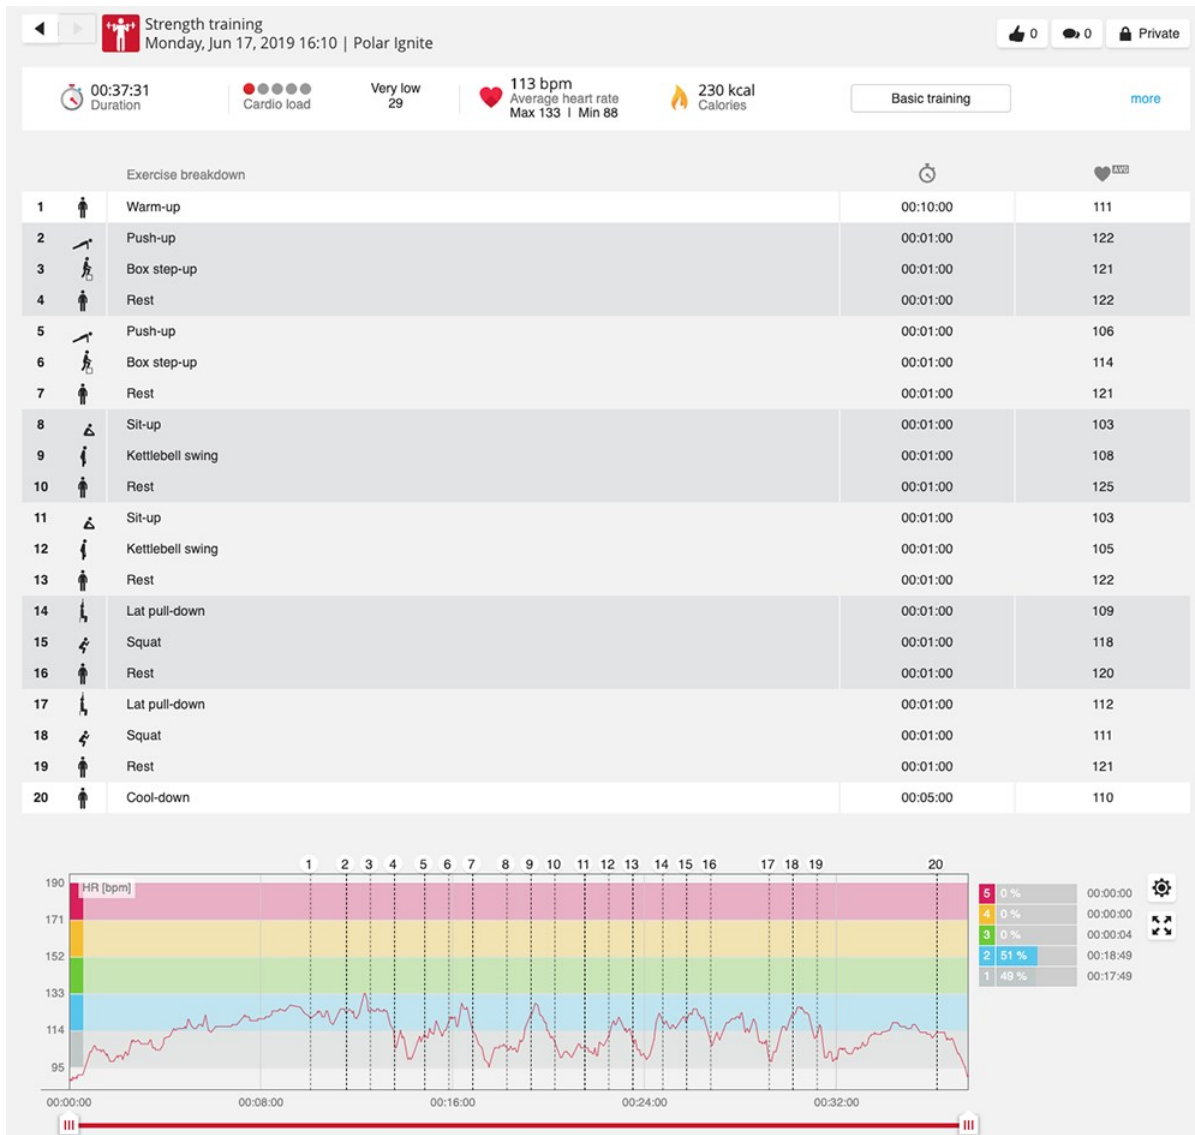 Strength training
Monday, Jun 17, 2019 16:10 | Polar Ignite
0
0
Private
00:37:31
Duration
Cardio load
Very low
29
113 bpm
Average heart rate
Max 133 | Min 88
230 kcal
Calories
Basic training
more
Exercise breakdown
AVG
1 Warm-up 00:10:00 111
2 Push-up 00:01:00 122
3 Box step-up 00:01:00 121
4 Rest 00:01:00 122
5 Push-up 00:01:00 106
6 Box step-up 00:01:00 114
7 Rest 00:01:00 121
8 Sit-up 00:01:00 103
9 Kettlebell swing 00:01:00 108
10 Rest 00:01:00 125
11 Sit-up 00:01:00 103
12 Kettlebell swing 00:01:00 105
13 Rest 00:01:00 122
14 Lat pull-down 00:01:00 109
15 Squat 00:01:00 118
16 Rest 00:01:00 120
17 Lat pull-down 00:01:00 112
18 Squat 00:01:00 111
19 Rest 00:01:00 121
20 Cool-down 00:05:00 110
1 2 3 4 5 6 7 8 9 10 11 12 13 14 15 16 17 18 19 20
HR [bpm]
190
171
152
133
114
95
00:00:00 00:08:00 00:16:00 00:24:00 00:32:00
5 0 % 00:00:00
4 0 % 00:00:00
3 0 % 00:00:04
2 51 % 00:18:49
1 49 % 00:17:49